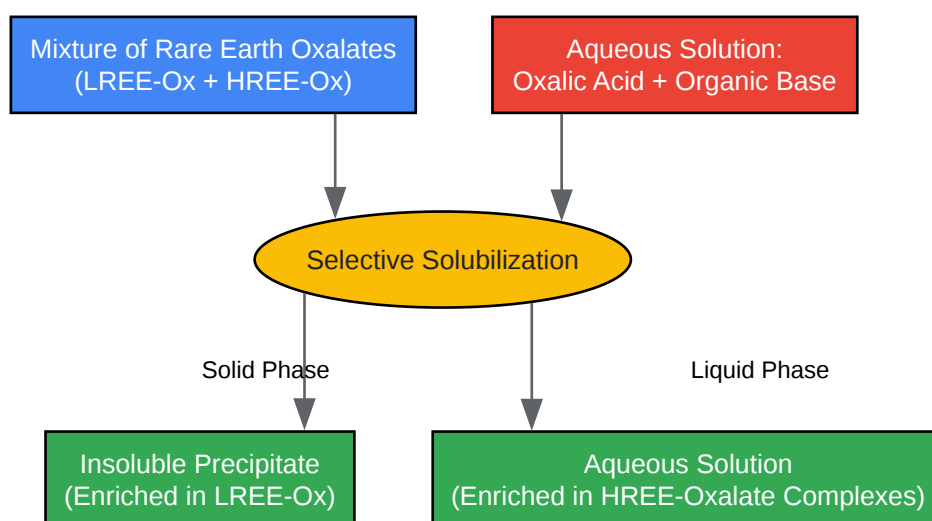 Mixture of Rare Earth Oxalates
(LREE-Ox + HREE-Ox)
Aqueous Solution:
Oxalic Acid + Organic Base
Selective Solubilization
Solid Phase
Liquid Phase
Insoluble Precipitate
(Enriched in LREE-Ox)
Aqueous Solution
(Enriched in HREE-Oxalate Complexes)